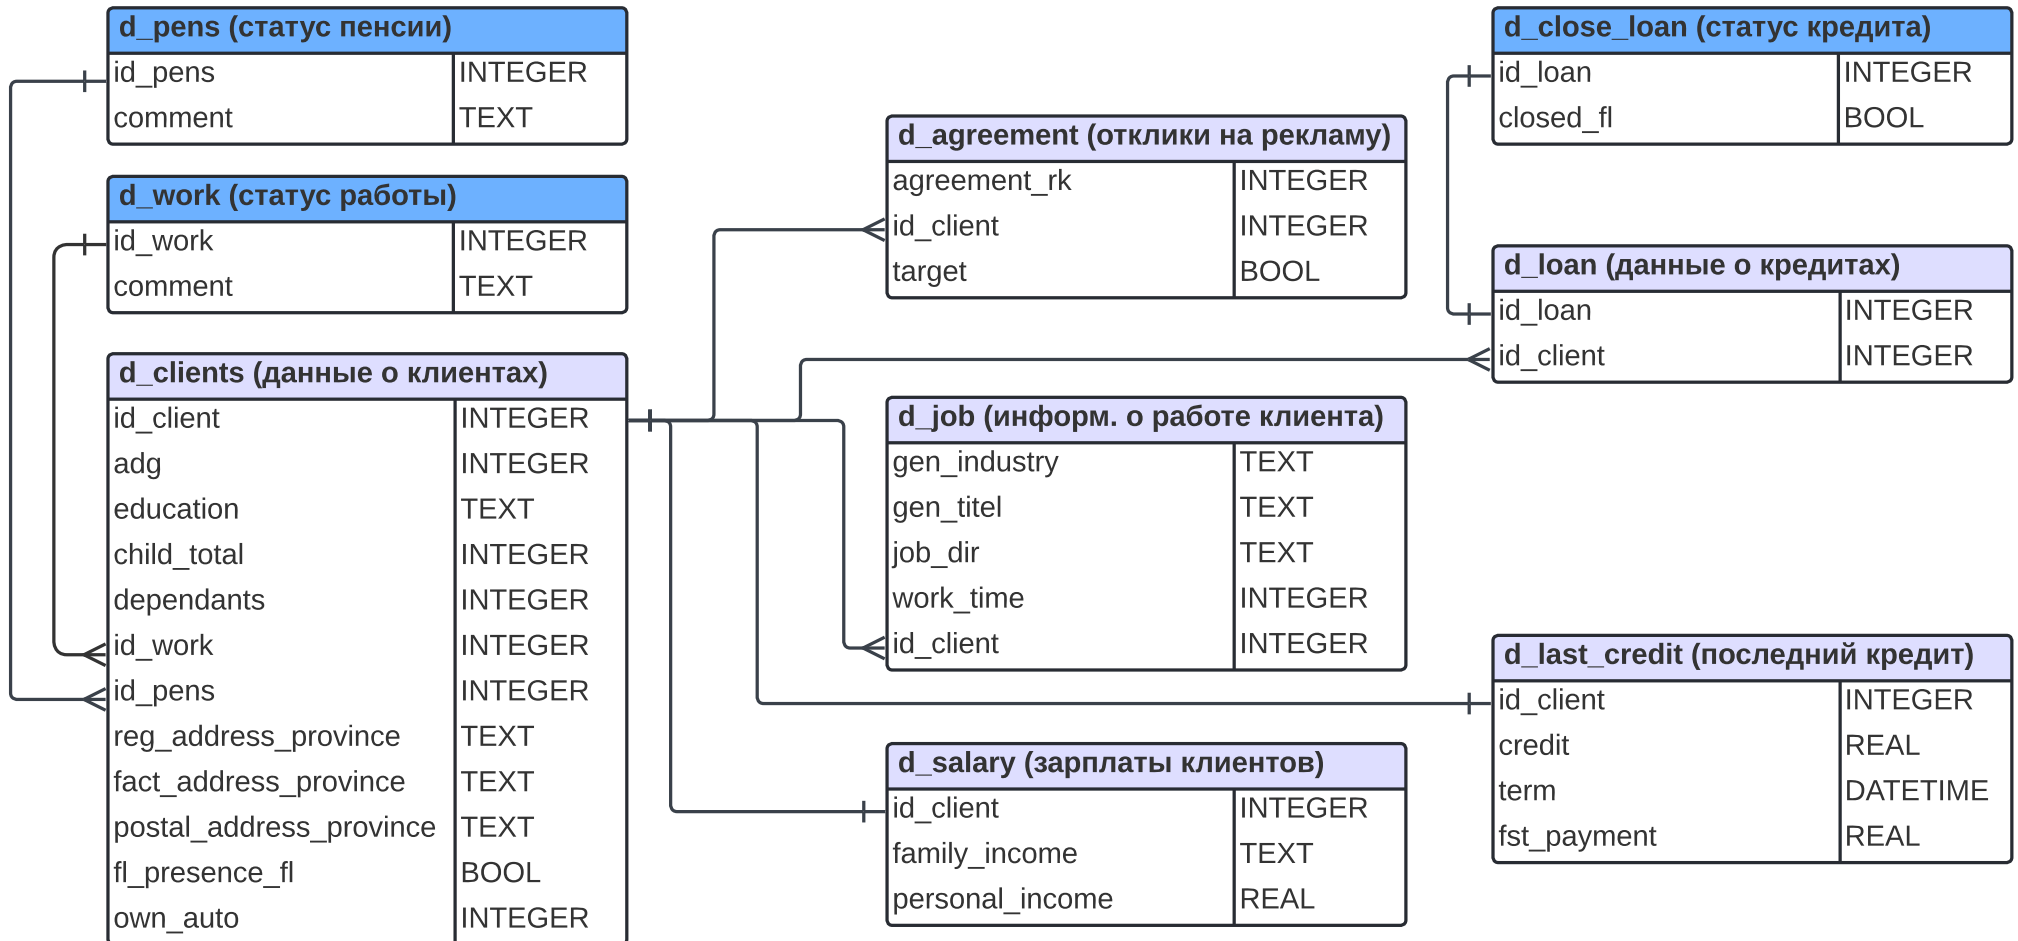 d_pens (статус пенсии)
id_pens INTEGER
comment TEXT
d_work (статус работы)
id_work INTEGER
comment TEXT
d_clients (данные о клиентах)
id_client INTEGER
adg INTEGER
education TEXT
child_total INTEGER
dependants INTEGER
id_work INTEGER
id_pens INTEGER
reg_address_province TEXT
fact_address_province TEXT
postal_address_province TEXT
fl_presence_fl BOOL
own_auto INTEGER
d_agreement (отклики на рекламу)
agreement_rk INTEGER
id_client INTEGER
target BOOL
d_job (информ. о работе клиента)
gen_industry TEXT
gen_titel TEXT
job_dir TEXT
work_time INTEGER
id_client INTEGER
d_salary (зарплаты клиентов)
id_client INTEGER
family_income TEXT
personal_income REAL
d_close_loan (статус кредита)
id_loan INTEGER
closed_fl BOOL
d_loan (данные о кредитах)
id_loan INTEGER
id_client INTEGER
d_last_credit (последний кредит)
id_client INTEGER
credit REAL
term DATETIME
fst_payment REAL